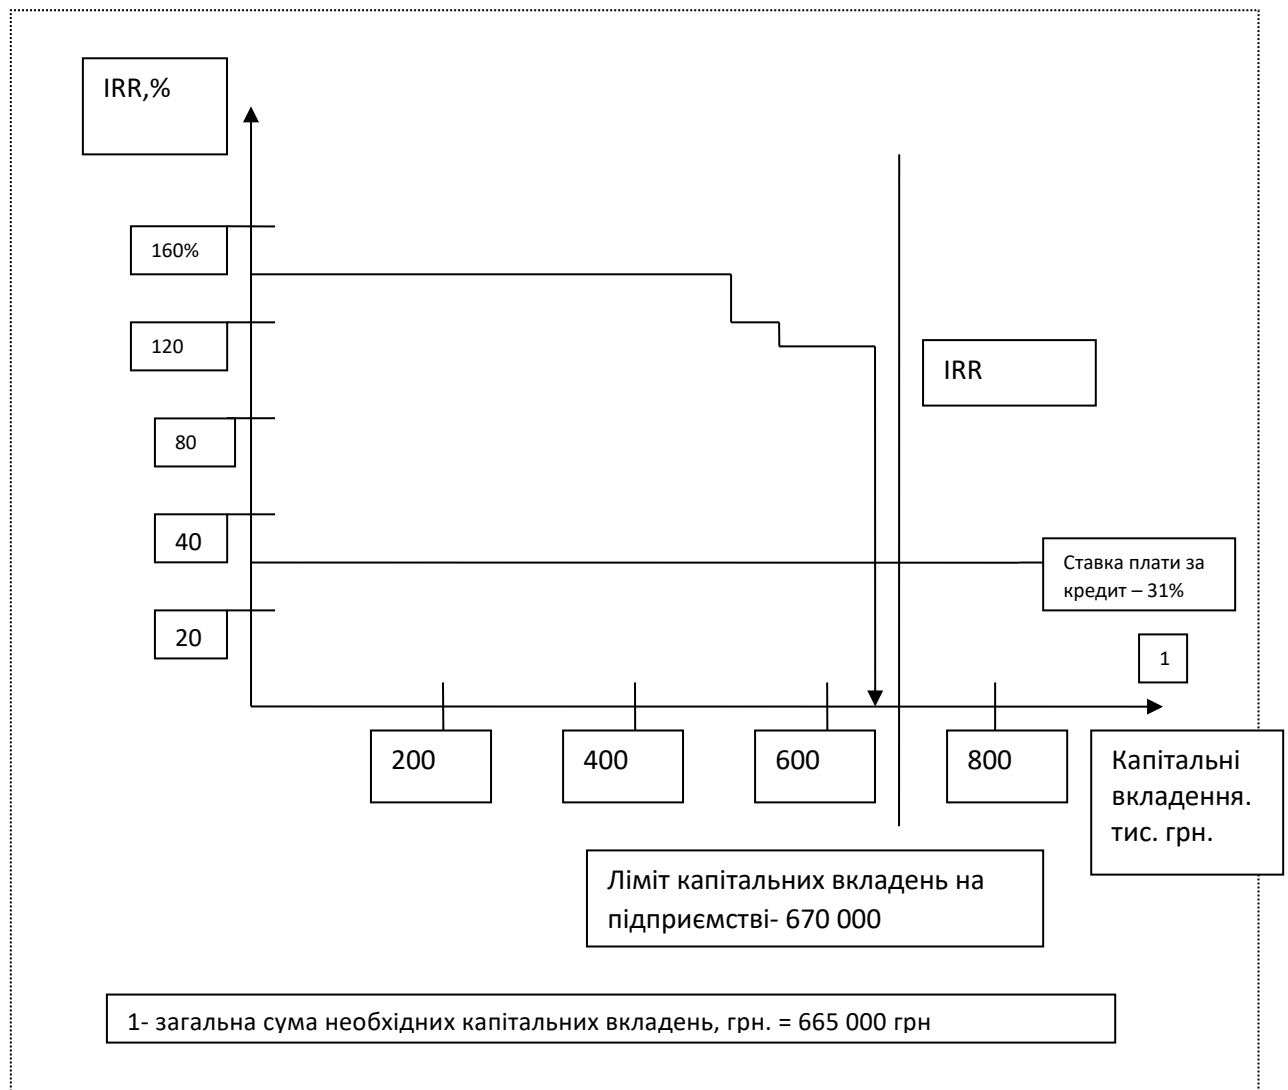 IRR,%
160%
120
IRR
80
40
Ставка плати за
кредит – 31%
20
1
200
400
600
800
Капітальні
вкладення.
тис. грн.
Ліміт капітальних вкладень на
підприємстві- 670 000
1- загальна сума необхідних капітальних вкладень, грн. = 665 000 грн